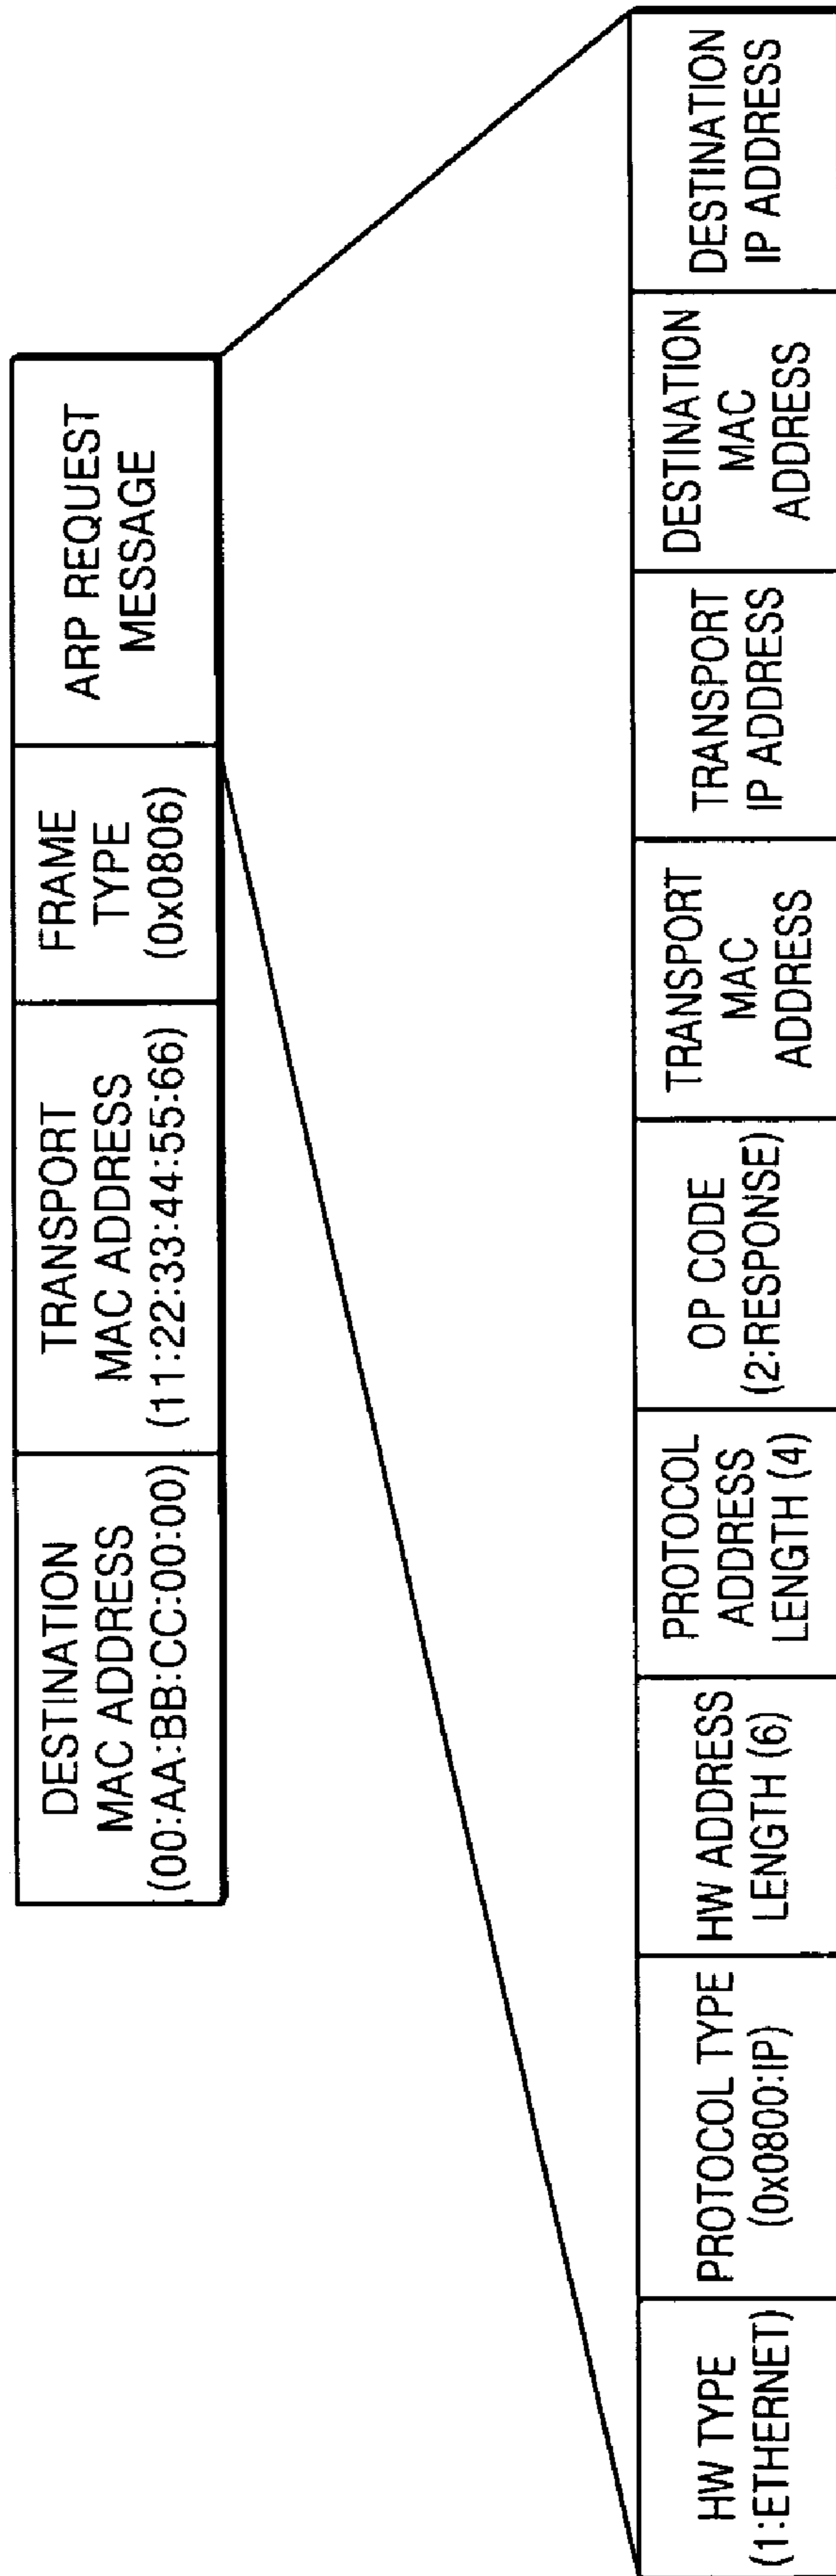 DESTINATION
MAC ADDRESS
(00:AA:BB:CC:00:00)
TRANSPORT
MAC ADDRESS
(11:22:33:44:55:66)
FRAME
TYPE
(0x0806)
ARP REQUEST
MESSAGE
HW TYPE
(1:ETHERNET)
PROTOCOL TYPE
(0x0800:IP)
HW ADDRESS
LENGTH (6)
PROTOCOL
ADDRESS
LENGTH (4)
OP CODE
(2:RESPONSE)
TRANSPORT
MAC
ADDRESS
TRANSPORT
IP ADDRESS
DESTINATION
MAC
ADDRESS
DESTINATION
IP ADDRESS